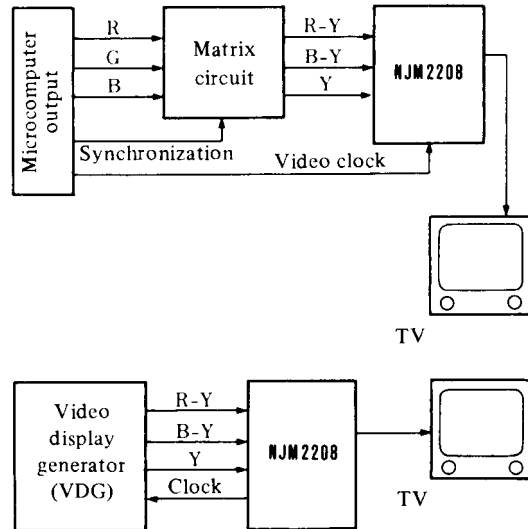 Microcomputer
output
R
G
B
Synchronization
Video clock
Matrix
circuit
R-Y
B-Y
Y
NJM2208
TV
Video
display
generator
(VDG)
R-Y
B-Y
Y
Clock
NJM2208
TV